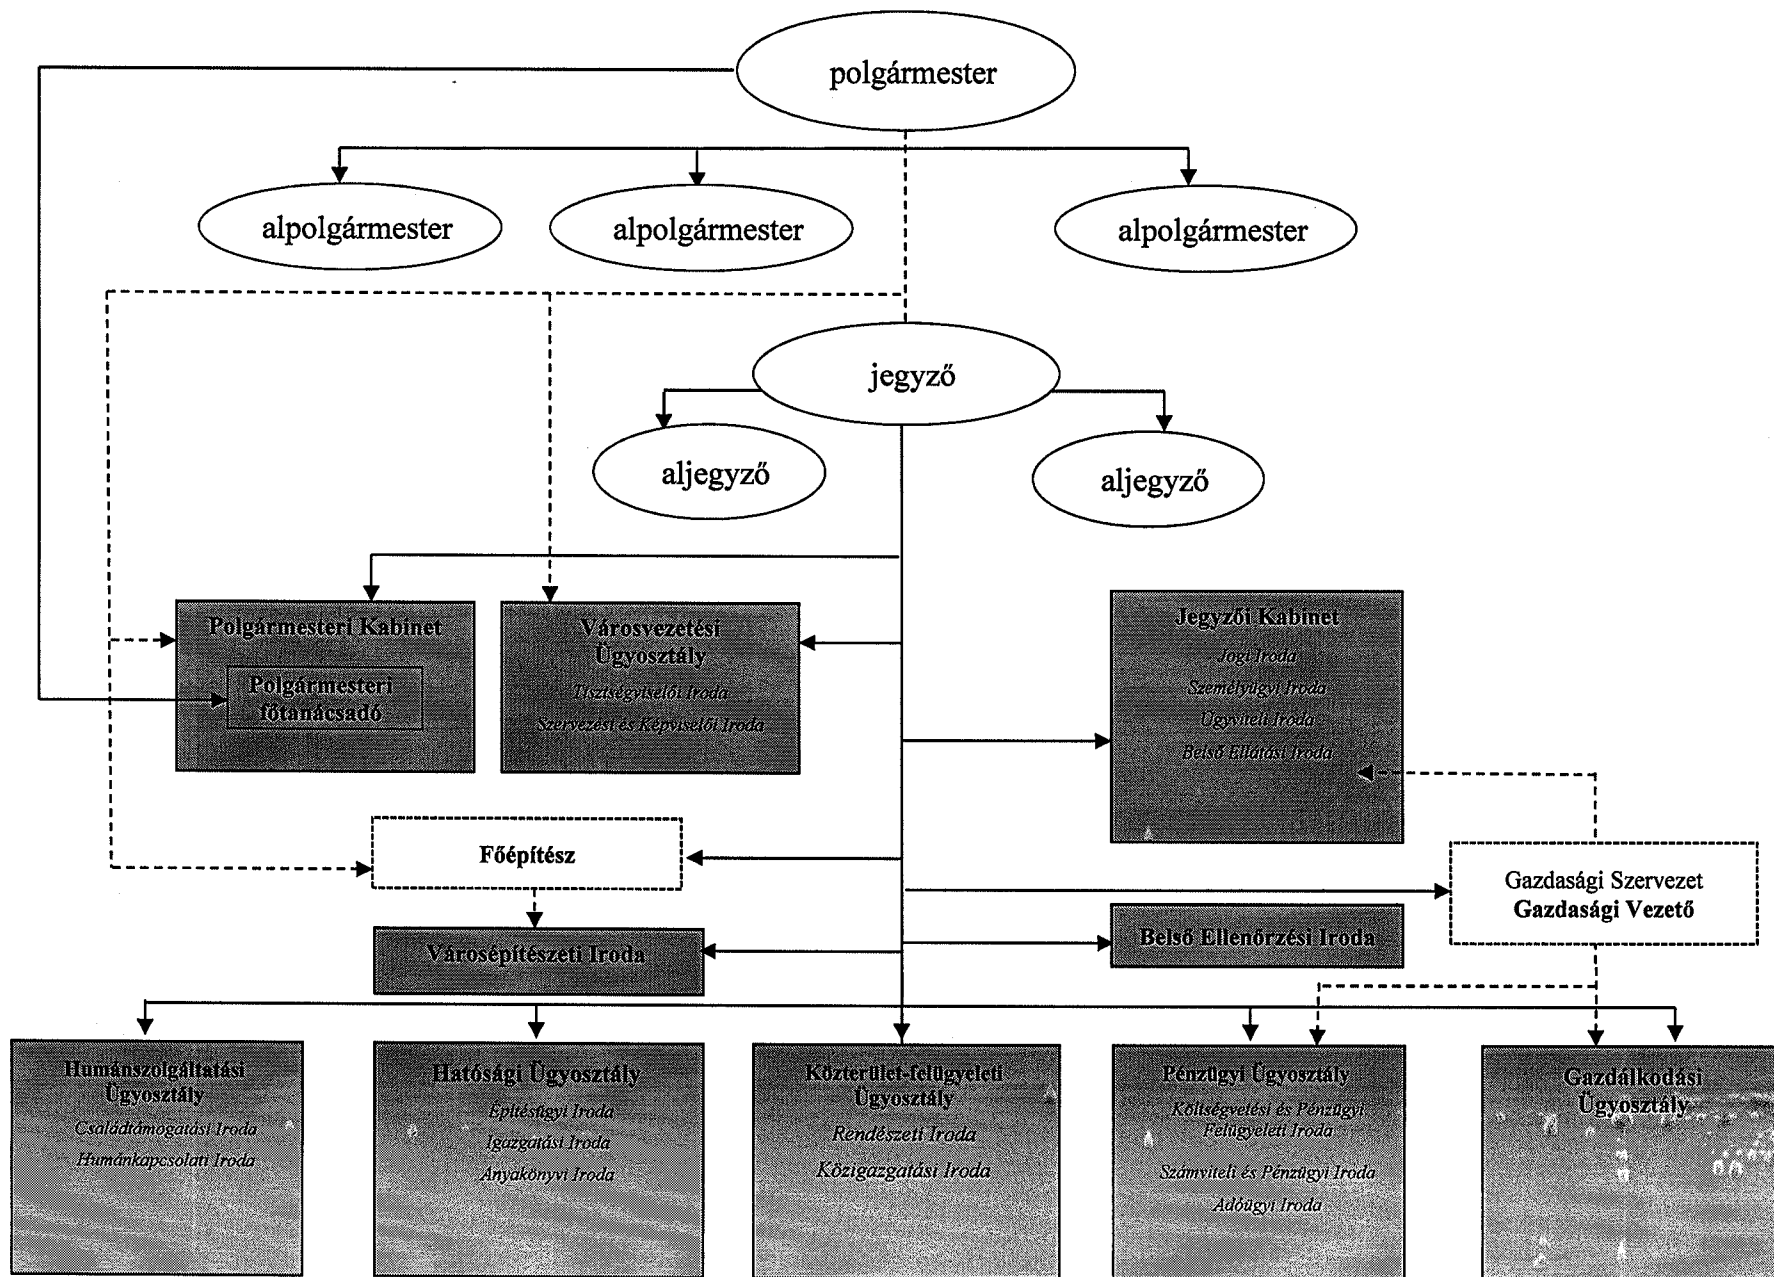 polgármester
alpolgármester
alpolgármester
alpolgármester
jegyző
aljegyző
aljegyző
Polgármesteri Kabinet
Polgármesteri
főtanácsadó
Városvezetési
Ügyosztály
Tisztségviselői Iroda
Szervezési és Képviselői Iroda
Jegyzői Kabinet
Jogi Iroda
Személyügyi Iroda
Ügyviteli Iroda
Belső Ellátási Iroda
Főépítész
Gazdasági Szervezet
Gazdasági Vezető
Városépítészeti Iroda
Belső Ellenőrzési Iroda
Humánszolgáltatási
Ügyosztály
Családtámogatási Iroda
Humánkapcsolati Iroda
Hatósági Ügyosztály
Építésügyi Iroda
Igazgatási Iroda
Anyakönyvi Iroda
Közterület-felügyeleti
Ügyosztály
Rendészeti Iroda
Közigazgatási Iroda
Pénzügyi Ügyosztály
Költségvetési és Pénzügyi
Felügyeleti Iroda
Számviteli és Pénzügyi Iroda
Adóügyi Iroda
Gazdálkodási
Ügyosztály